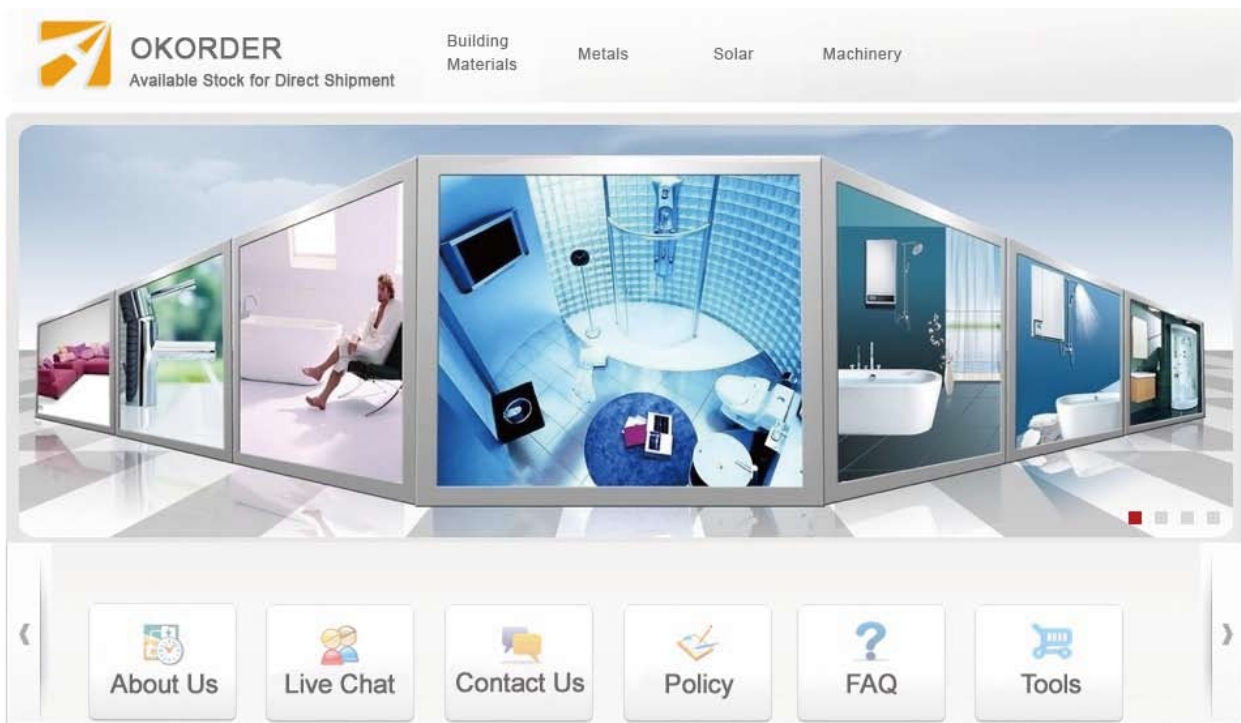 OKORDER
Available Stock for Direct Shipment
Building
Materials
Metals
Solar
Machinery
About Us
Live Chat
Contact Us
Policy
FAQ
Tools